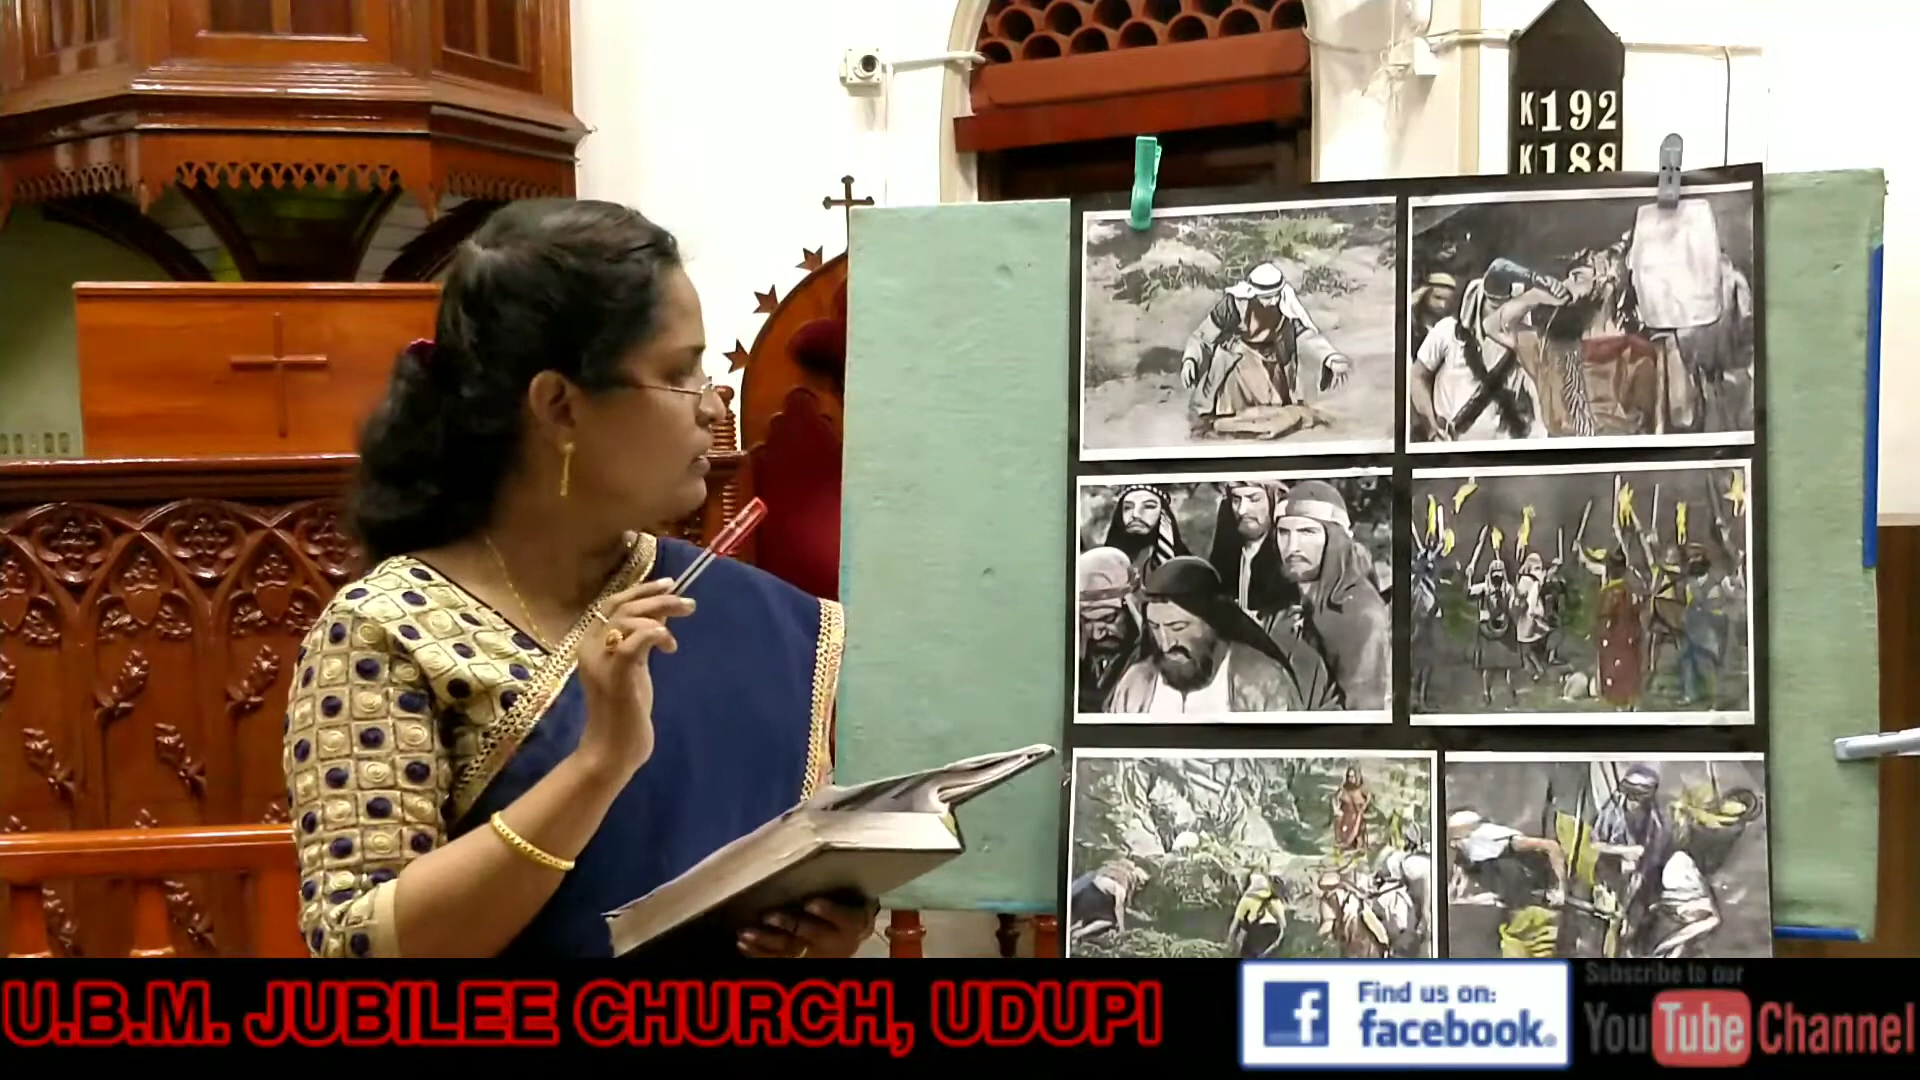 K192
K188
U.B.M. JUBILEE CHURCH, UDUPI
Find us on:
facebook.
Subscribe to our
YouTube Channel